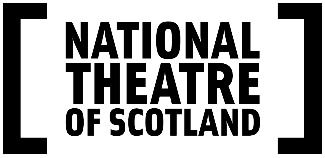 NATIONAL
THEATRE
OF SCOTLAND